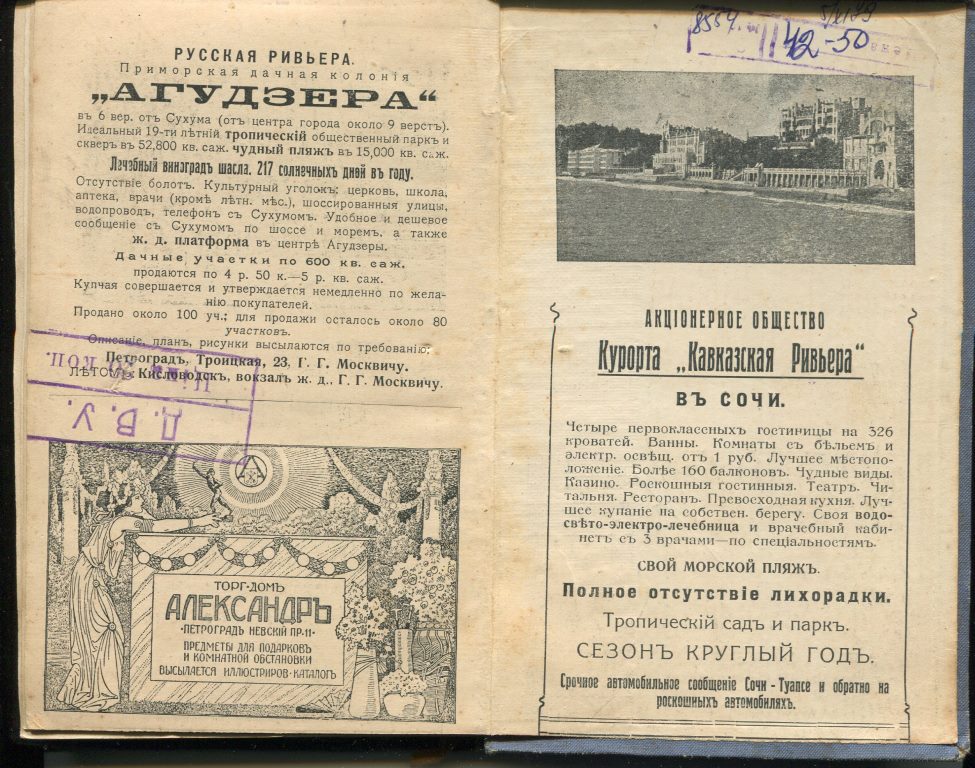 РУССКАЯ РИВЬЕРА.
Приморская дачная колонія
„АГУДЗЕРА“
въ 6 вер. отъ Сухума (отъ центра города около 9 верстъ).
Идеальный 19-ти лѣтній тропическій общественный паркъ и
скверъ въ 52,800 кв. саж. чудный пляжъ въ 15,000 кв. саж.
Лечебный виноградъ шасла. 217 солнечныхъ дней въ году.
Отсутствіе болотъ. Культурный уголокъ: церковь, школа,
аптека, врачи (кромѣ лѣтн. мѣс.), шоссированныя улицы,
водопроводъ, телефонъ съ Сухумомъ. Удобное и дешевое
сообщеніе съ Сухумомъ по шоссе и моремъ, а также
ж. д. платформа въ центрѣ Агудзеры.
Дачные участки по 600 кв. саж.
продаются по 4 р. 50 к.—5 р. кв. саж.
Купчая совершается и утверждается немедленно по жела-
нію покупателей.
Продано около 100 уч.; для продажи осталось около 80
участковъ.
Описаніе, планъ, рисунки высылаются по требованію:
Петроградъ, Троицкая, 23, Г. Г. Москвичу.
ЛѢТОМЪ: Кисловодскъ, вокзалъ ж. д., Г. Г. Москвичу.
коп.
Д. В. У.
ТОРГ-ДОМЪ
АЛЕКСАНДРЪ
·ПЕТРОГРАДЪ НЕВСКІЙ ПР·11·
ПРЕДМЕТЫ ДЛЯ ПОДАРКОВЪ
И КОМНАТНОЙ ОБСТАНОВКИ
ВЫСЫЛАЕТСЯ ИЛЛЮСТРИРОВ·КАТАЛОГЪ
8554
42-50
АКЦІОНЕРНОЕ ОБЩЕСТВО
Курорта „Кавказская Ривьера“
ВЪ СОЧИ.
Четыре первоклассныхъ гостиницы на 326
кроватей. Ванны. Комнаты съ бѣльемъ и
электр. освѣщ. отъ 1 руб. Лучшее мѣстопо-
ложеніе. Болѣе 160 балконовъ. Чудные виды.
Казино. Роскошныя гостинныя. Театръ. Чи-
тальня. Ресторанъ. Превосходная кухня. Луч-
шее купаніе на собствен. берегу. Своя водо-
свѣто-электро-лечебница и врачебный каби-
нетъ съ 3 врачами—по спеціальностямъ.
СВОЙ МОРСКОЙ ПЛЯЖЪ.
Полное отсутствіе лихорадки.
Тропическій садъ и паркъ.
СЕЗОНЪ КРУГЛЫЙ ГОДЪ.
Срочное автомобильное сообщеніе Сочи - Туапсе и обратно на
роскошныхъ автомобиляхъ.